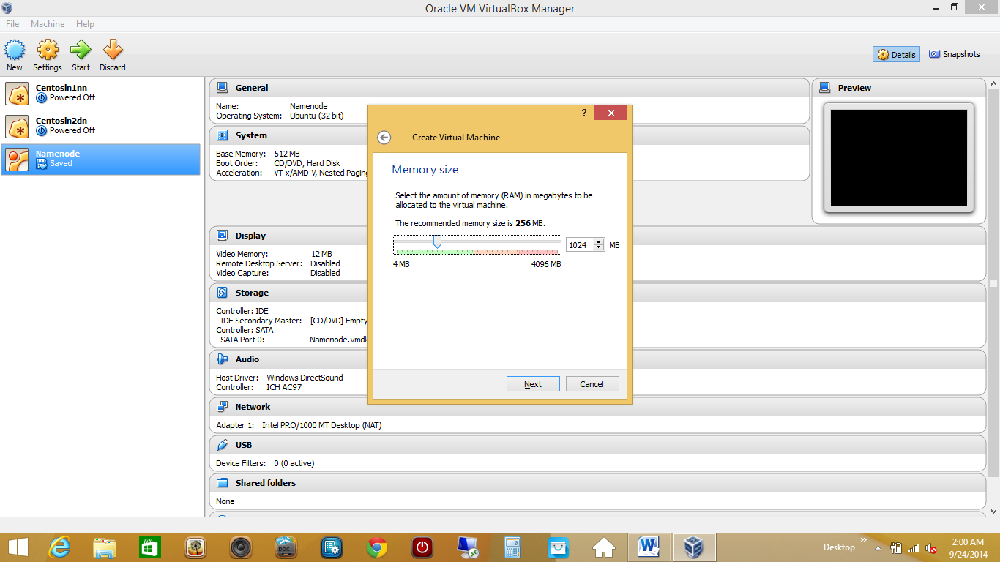 Oracle VM VirtualBox Manager
File Machine Help
New Settings Start Discard
Details Snapshots
Centosln1nn
Powered Off
Centosln2dn
Powered Off
Namenode
Saved
General
Name: Namenode
Operating System: Ubuntu (32 bit)
System
Base Memory: 512 MB
Boot Order: CD/DVD, Hard Disk
Acceleration: VT-x/AMD-V, Nested Paging
Display
Video Memory: 12 MB
Remote Desktop Server: Disabled
Video Capture: Disabled
Storage
Controller: IDE
IDE Secondary Master: [CD/DVD] Empty
Controller: SATA
SATA Port 0: Namenode.vmdk
Audio
Host Driver: Windows DirectSound
Controller: ICH AC97
Network
Adapter 1: Intel PRO/1000 MT Desktop (NAT)
USB
Device Filters: 0 (0 active)
Shared folders
None
Preview
?
Create Virtual Machine
Memory size
Select the amount of memory (RAM) in megabytes to be
allocated to the virtual machine.
The recommended memory size is 256 MB.
1024 MB
4 MB 4096 MB
Next Cancel
DOC
Desktop
2:00 AM
9/24/2014